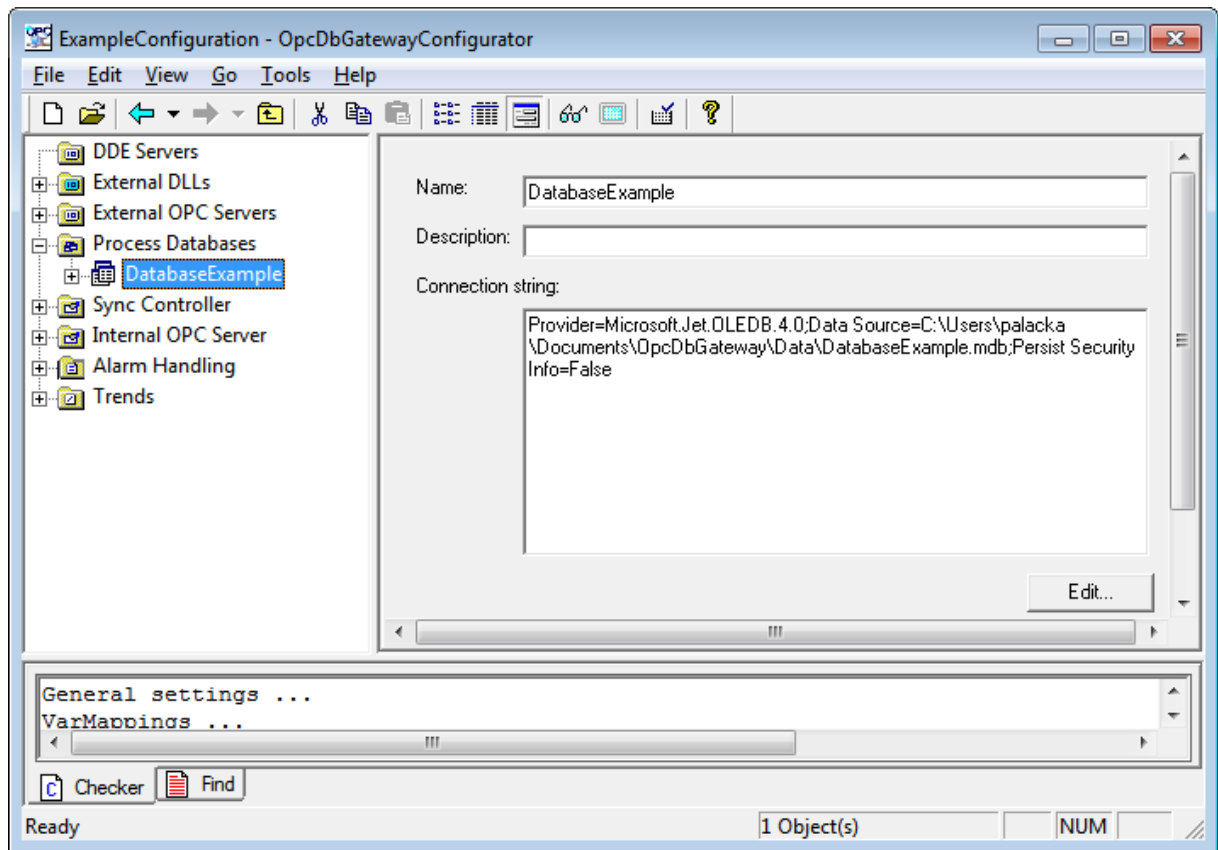 ExampleConfiguration - OpcDbGatewayConfigurator
File Edit View Go Tools Help
DDE Servers
External DLLs
External OPC Servers
Process Databases
DatabaseExample
Sync Controller
Internal OPC Server
Alarm Handling
Trends
Name:
DatabaseExample
Description:
Connection string:
Provider=Microsoft.Jet.OLEDB.4.0;Data Source=C:\Users\palacka
\Documents\OpcDbGateway\Data\DatabaseExample.mdb;Persist Security
Info=False
Edit...
General settings ...
VarMappings ...
Checker
Find
Ready
1 Object(s)
NUM